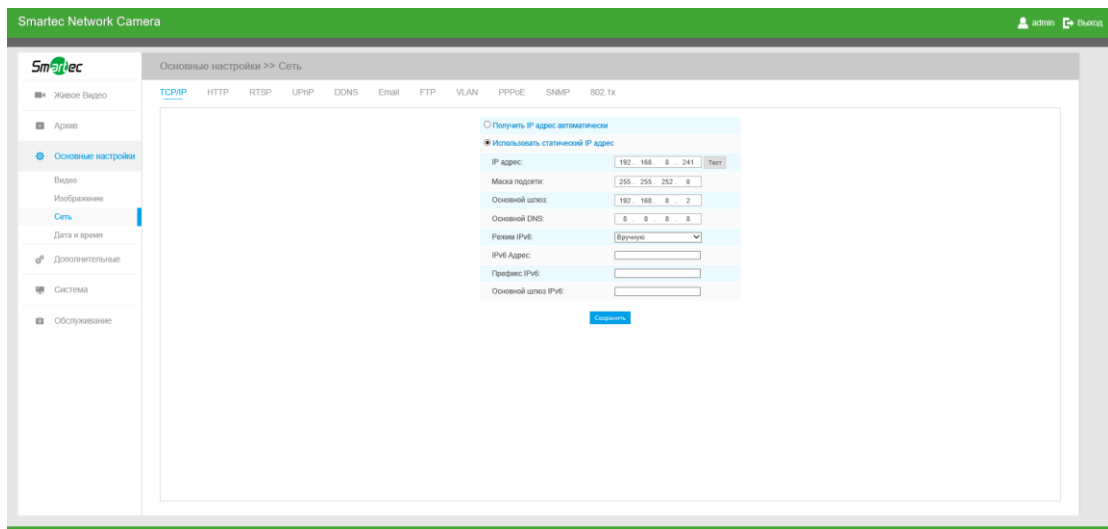 Smartec Network Camera
admin Выход
Smartec
Основные настройки >> Сеть
Живое Видео
Архив
Основные настройки
Видео
Изображение
Сеть
Дата и время
Дополнительные
Система
Обслуживание
TCP/IP HTTP RTSP UPnP DDNS Email FTP VLAN PPPoE SNMP 802.1x
Получить IP адрес автоматически
Использовать статический IP адрес
IP адрес: 192. 168. 8 . 241 Тест
Маска подсети: 255. 255. 252. 0
Основной шлюз: 192. 168. 8 . 2
Основной DNS: 8 . 8 . 8 . 8
Режим IPv6: Вручную
IPv6 Адрес:
Префикс IPv6:
Основной шлюз IPv6:
Сохранить